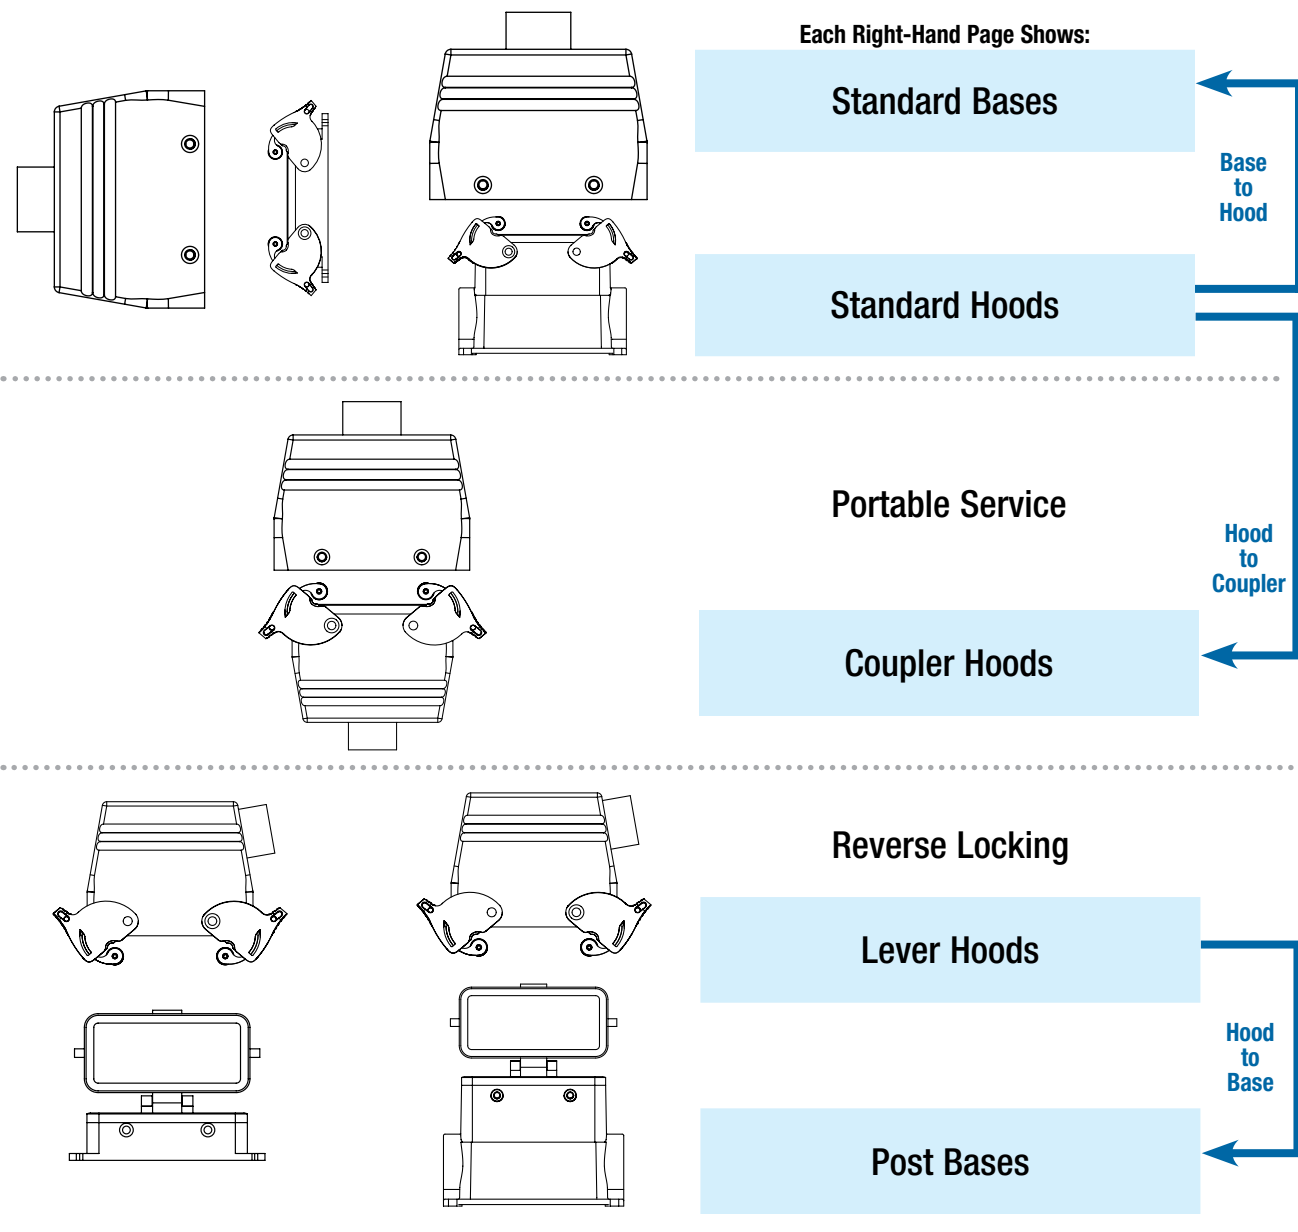 Each Right-Hand Page Shows:
Standard Bases
Base
to
Hood
Standard Hoods
Portable Service
Hood
to
Coupler
Coupler Hoods
Reverse Locking
Lever Hoods
Hood
to
Base
Post Bases